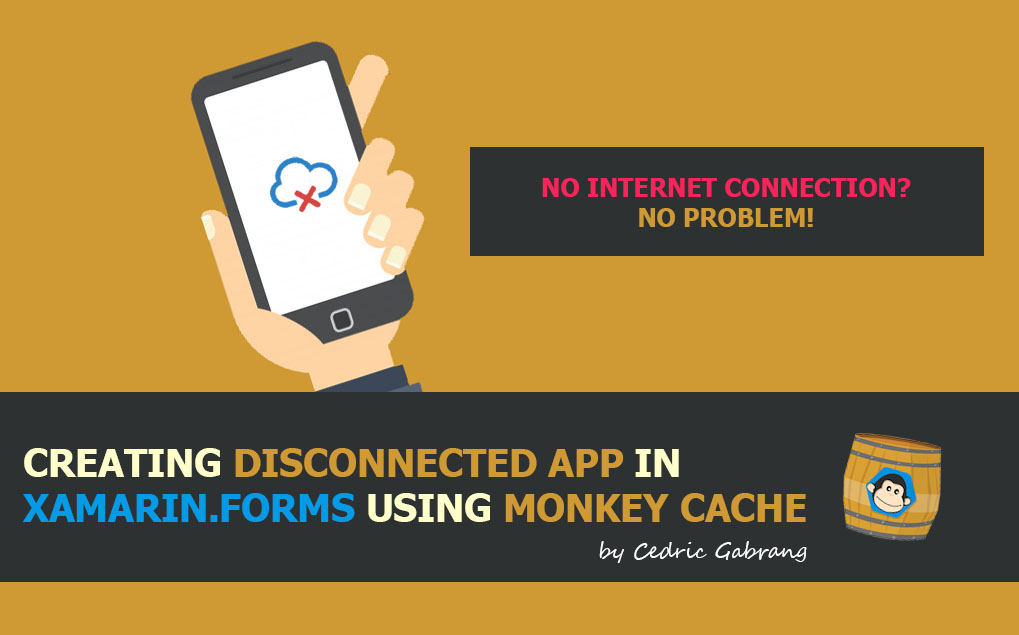 NO INTERNET CONNECTION?
NO PROBLEM!
CREATING DISCONNECTED APP IN
XAMARIN.FORMS USING MONKEY CACHE
by Cedric Gabrang